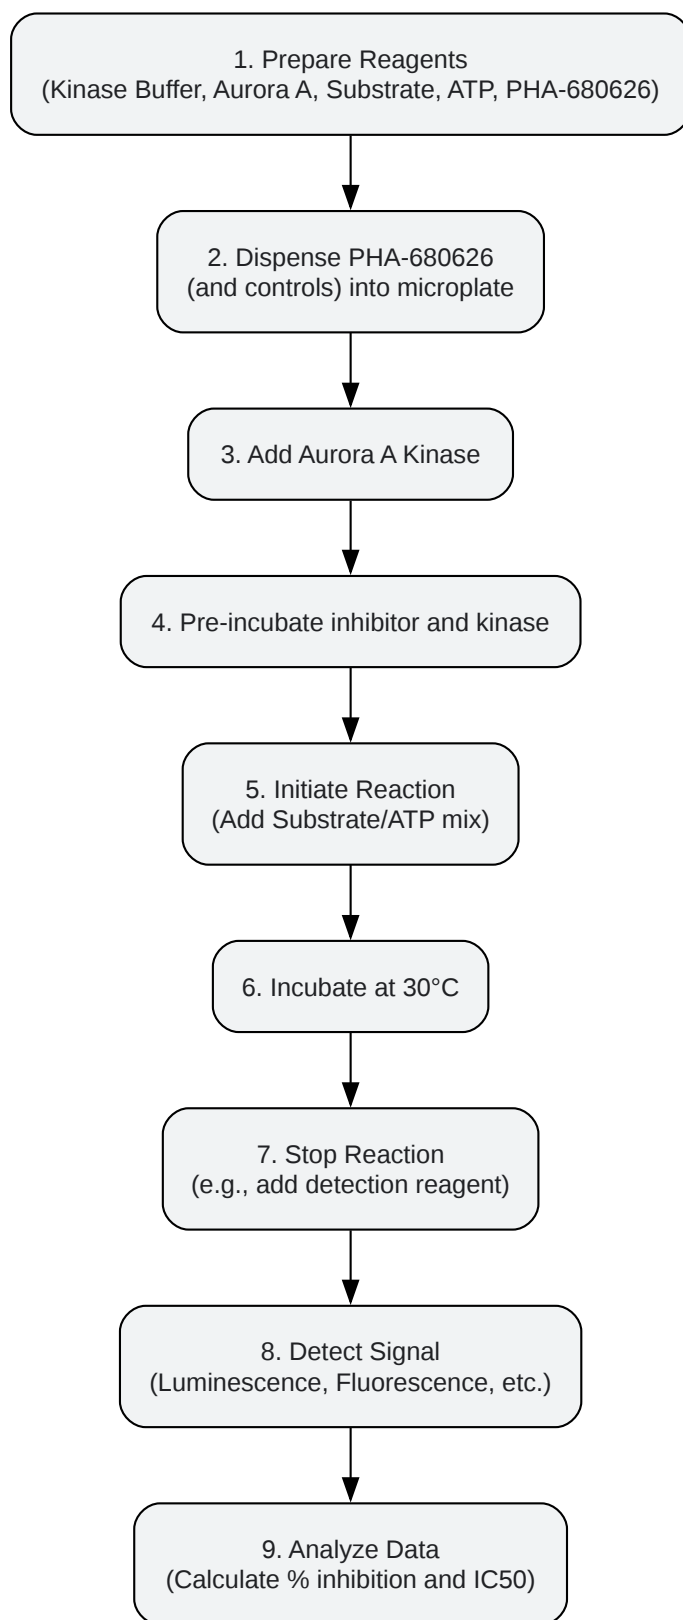 1. Prepare Reagents
(Kinase Buffer, Aurora A, Substrate, ATP, PHA-680626)
2. Dispense PHA-680626
(and controls) into microplate
3. Add Aurora A Kinase
4. Pre-incubate inhibitor and kinase
5. Initiate Reaction
(Add Substrate/ATP mix)
6. Incubate at 30°C
7. Stop Reaction
(e.g., add detection reagent)
8. Detect Signal
(Luminescence, Fluorescence, etc.)
9. Analyze Data
(Calculate % inhibition and IC50)